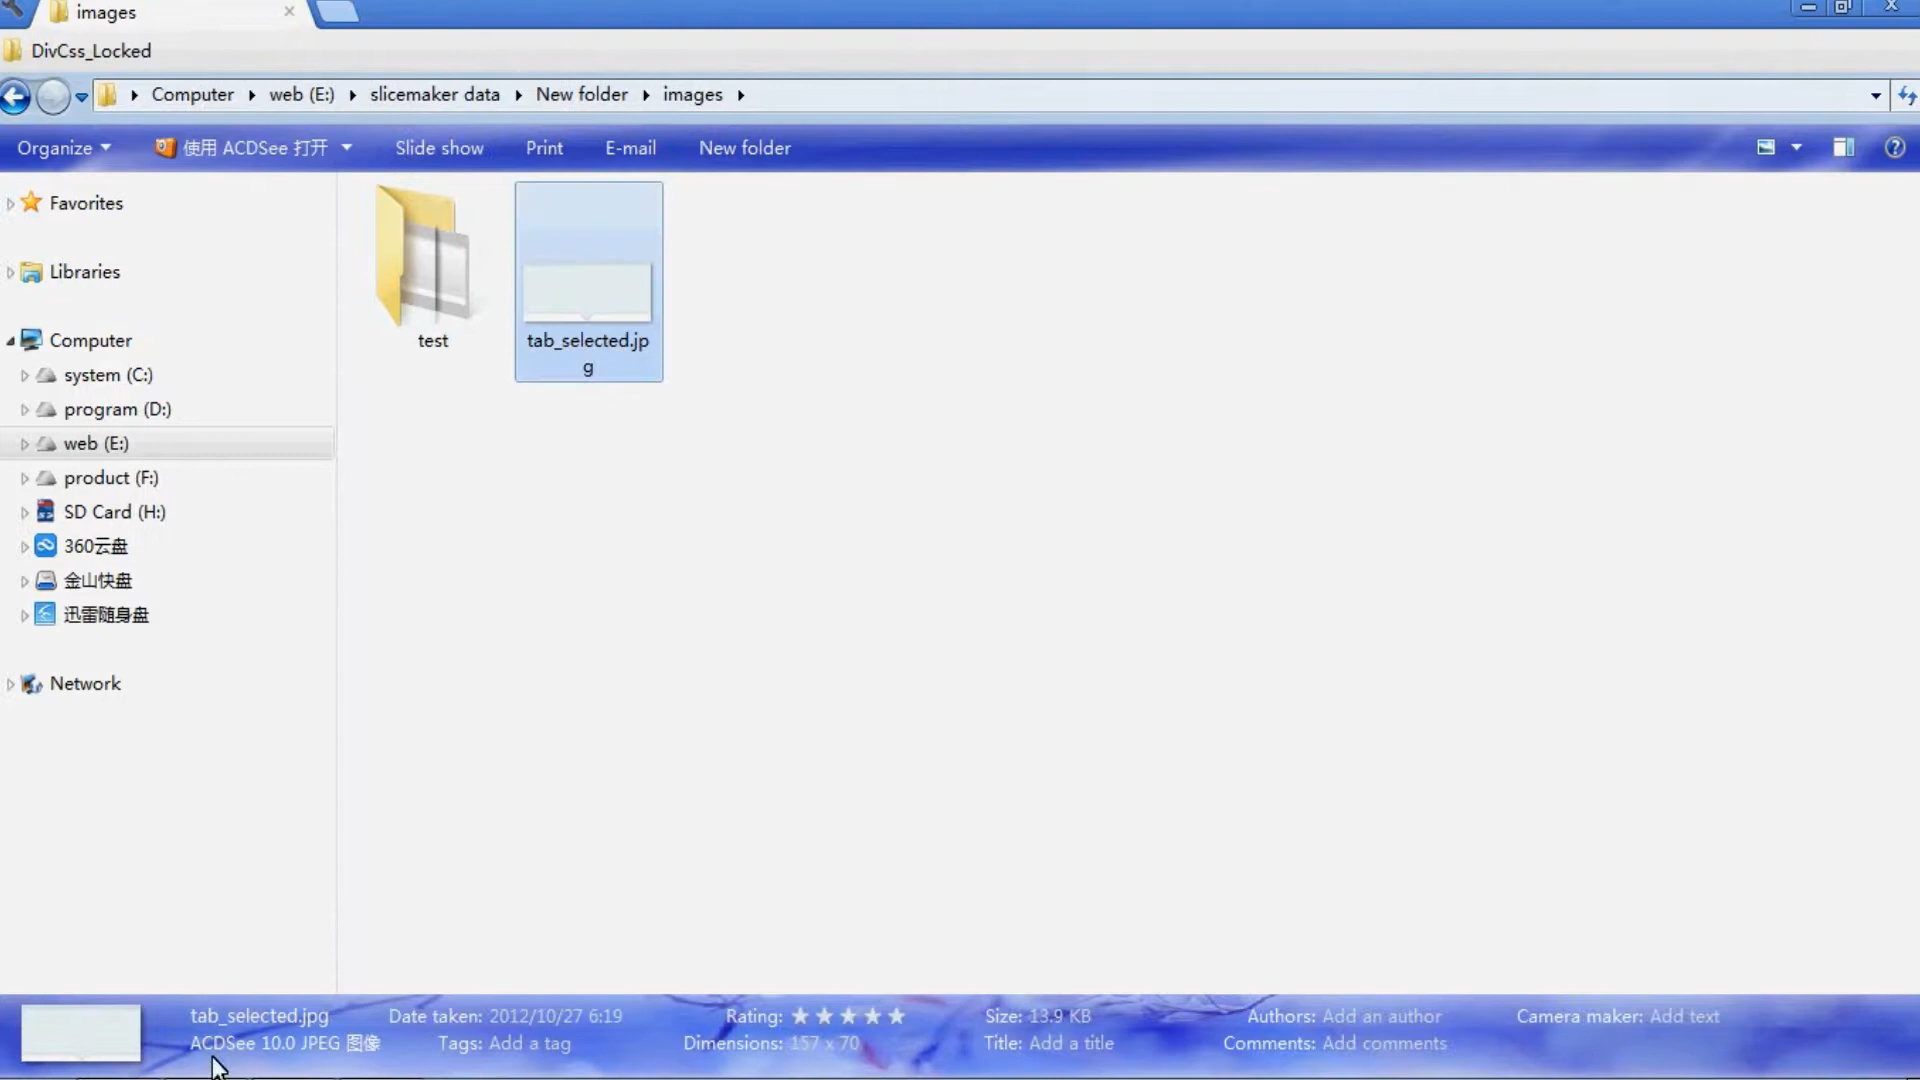 images
DivCss_Locked
Computer web (E:) slicemaker data New folder images
Organize 使用 ACDSee 打开 Slide show Print E-mail New folder
Favorites
Libraries
Computer
system (C:)
program (D:)
web (E:)
product (F:)
SD Card (H:)
360云盘
金山快盘
迅雷随身盘
Network
test
tab_selected.jp
g
tab_selected.jpg Date taken: 2012/10/27 6:19 Rating: Size: 13.9 KB Authors: Add an author Camera maker: Add text
ACDSee 10.0 JPEG 图像 Tags: Add a tag Dimensions: 157 x 70 Title: Add a title Comments: Add comments